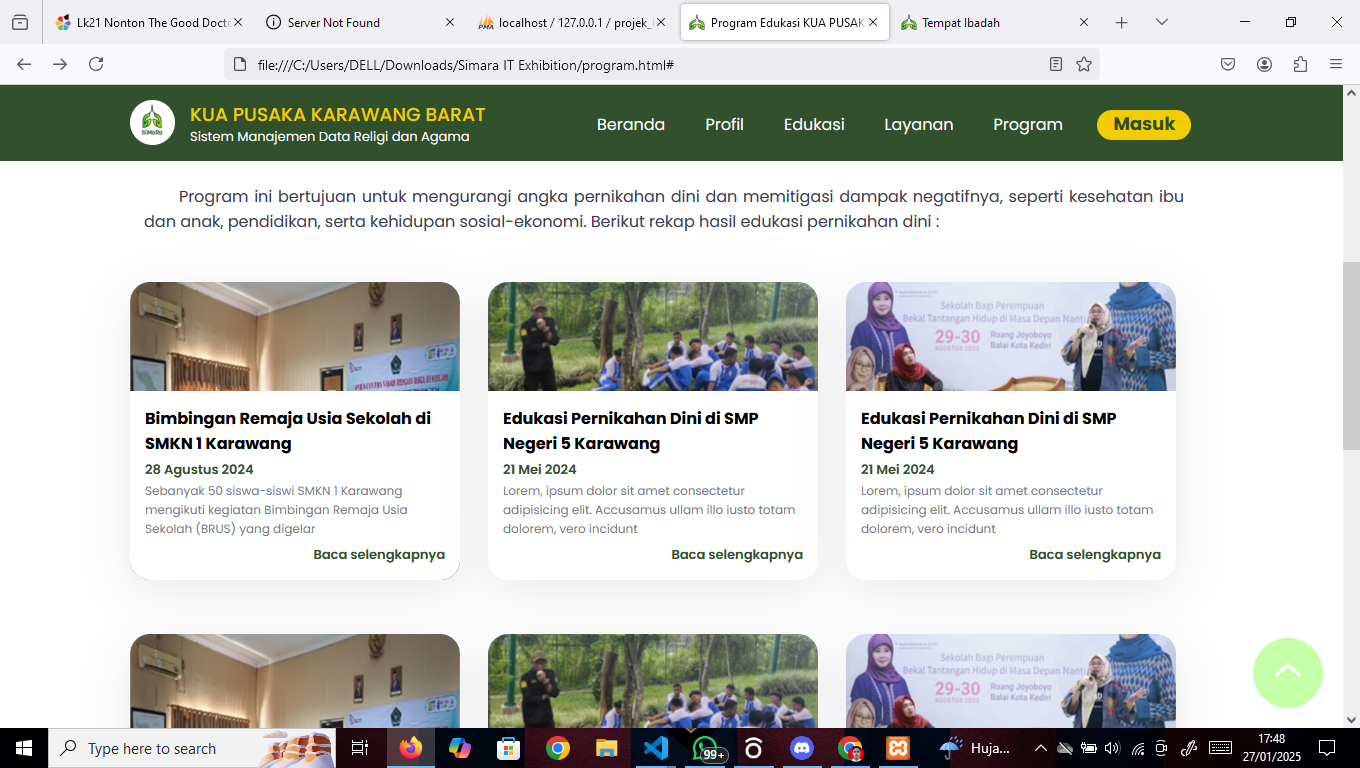 Lk21 Nonton The Good Docto
Server Not Found
localhost / 127.0.0.1 / projek_
Program Edukasi KUA PUSAK
Tempat Ibadah
file:///C:/Users/DELL/Downloads/Simara IT Exhibition/program.html#
SiMaRa
KUA PUSAKA KARAWANG BARAT
Sistem Manajemen Data Religi dan Agama
Beranda
Profil
Edukasi
Layanan
Program
Masuk
Program ini bertujuan untuk mengurangi angka pernikahan dini dan memitigasi dampak negatifnya, seperti kesehatan ibu
dan anak, pendidikan, serta kehidupan sosial-ekonomi. Berikut rekap hasil edukasi pernikahan dini :
Sekolah Bagi Perempuan
Bekal Tantangan Hidup di Masa Depan Nanti
29-30
AGUSTUS 2023
Ruang Joyoboyo
Balai Kota Kediri
Bimbingan Remaja Usia Sekolah di
SMKN 1 Karawang
28 Agustus 2024
Sebanyak 50 siswa-siswi SMKN 1 Karawang
mengikuti kegiatan Bimbingan Remaja Usia
Sekolah (BRUS) yang digelar
Baca selengkapnya
Edukasi Pernikahan Dini di SMP
Negeri 5 Karawang
21 Mei 2024
Lorem, ipsum dolor sit amet consectetur
adipisicing elit. Accusamus ullam illo iusto totam
dolorem, vero incidunt
Baca selengkapnya
Edukasi Pernikahan Dini di SMP
Negeri 5 Karawang
21 Mei 2024
Lorem, ipsum dolor sit amet consectetur
adipisicing elit. Accusamus ullam illo iusto totam
dolorem, vero incidunt
Baca selengkapnya
Sekolah Bagi Perempuan
Bekal Tantangan Hidup di Masa Depan Nanti
29-30
AGUSTUS 2023
Ruang Joyoboyo
Balai Kota Kediri
Type here to search
99+
Huja...
17:48
27/01/2025